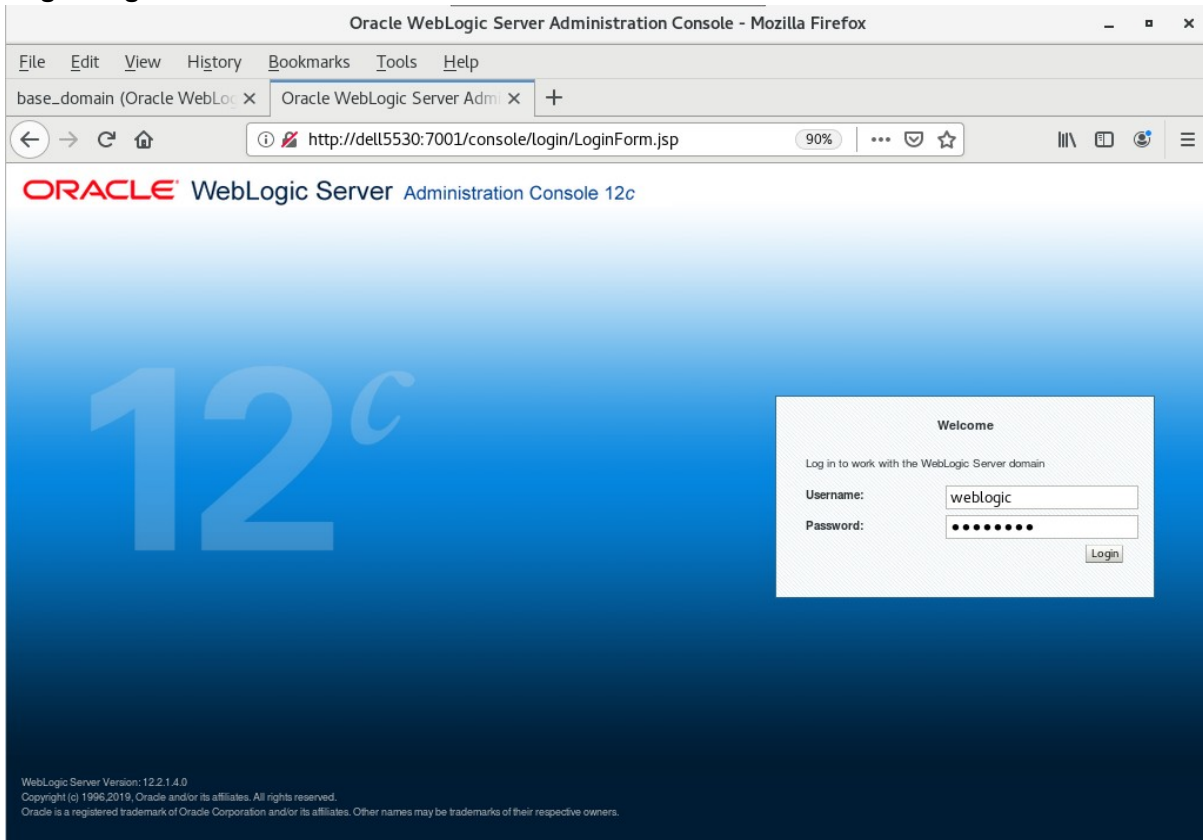 Oracle WebLogic Server Administration Console - Mozilla Firefox
File Edit View History Bookmarks Tools Help
base_domain (Oracle WebLog Oracle WebLogic Server Admi
http://dell5530:7001/console/login/LoginForm.jsp 90%
ORACLE WebLogic Server Administration Console 12c
12c
Welcome
Log in to work with the WebLogic Server domain
Username: weblogic
Password: ••••••••
Login
WebLogic Server Version: 12.2.1.4.0
Copyright (c) 1996,2019, Oracle and/or its affiliates. All rights reserved.
Oracle is a registered trademark of Oracle Corporation and/or its affiliates. Other names may be trademarks of their respective owners.